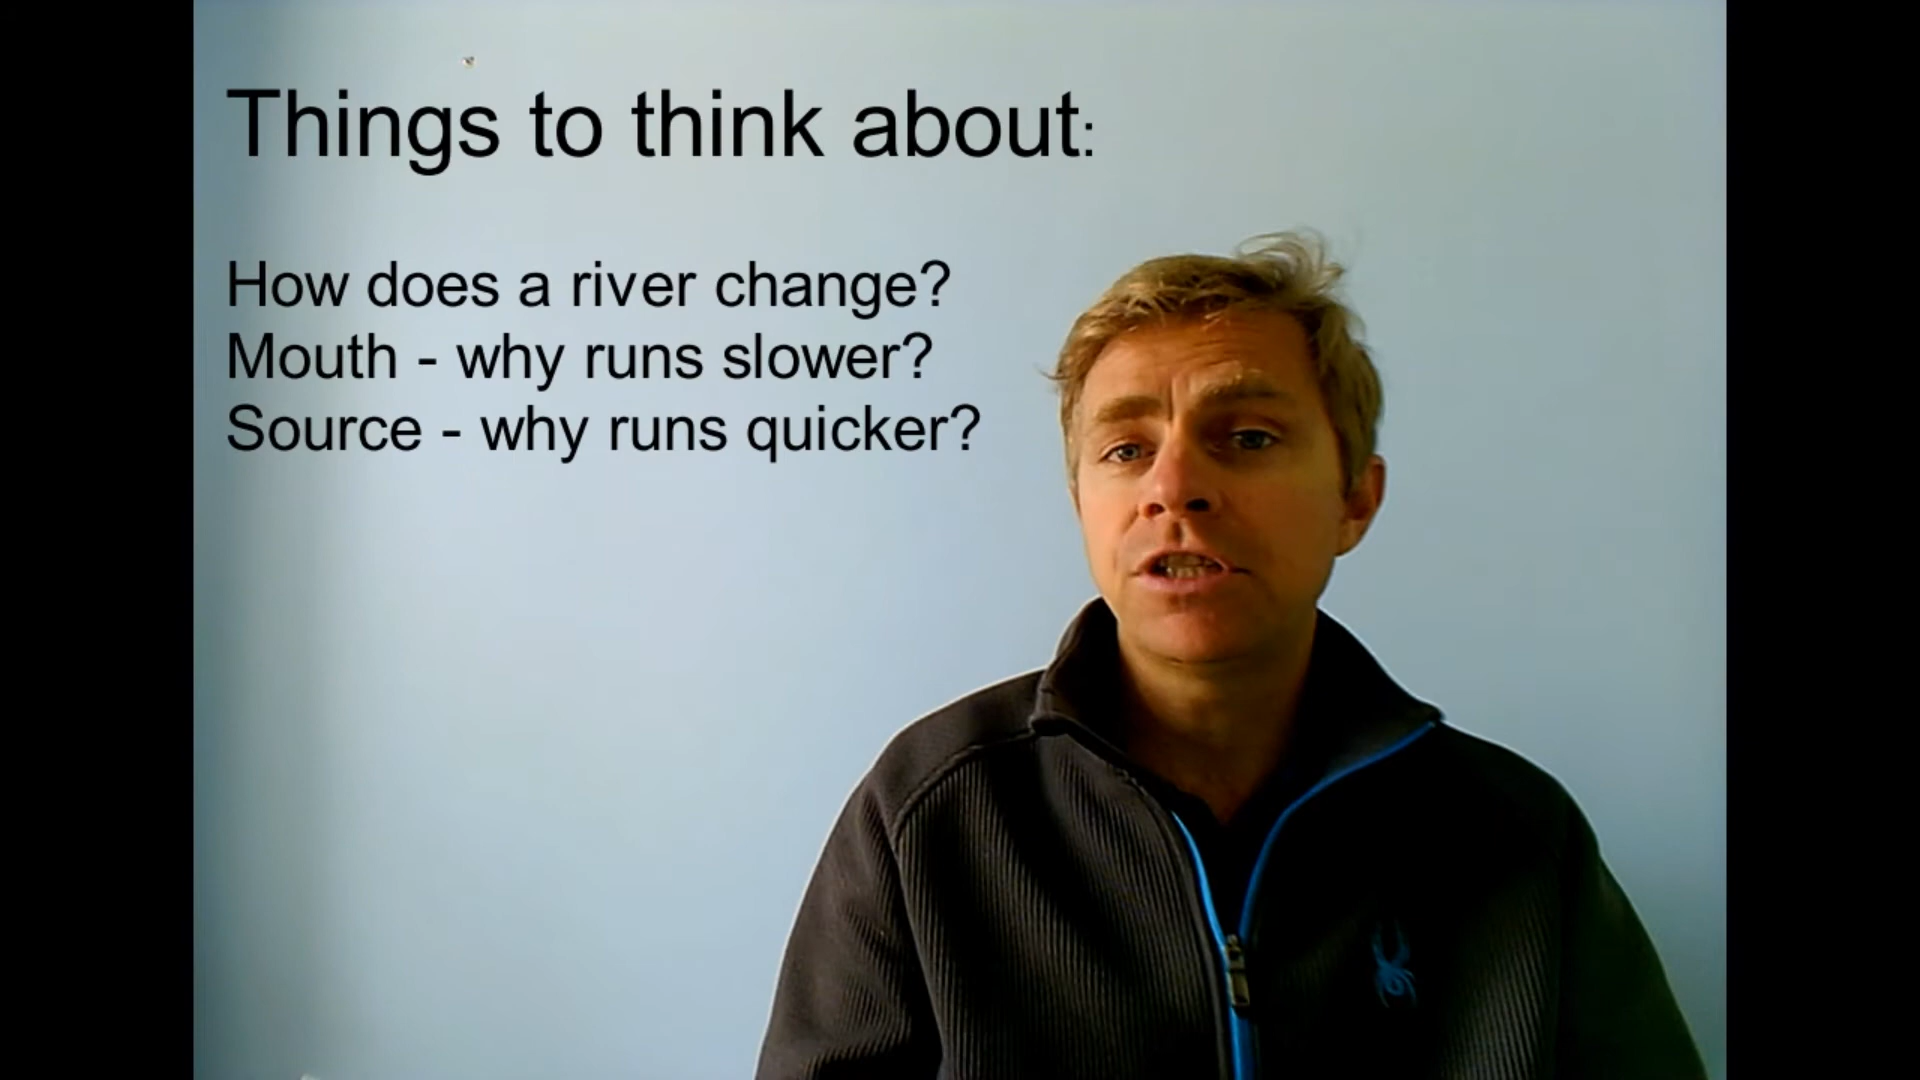 Things to think about:
How does a river change?
Mouth - why runs slower?
Source - why runs quicker?